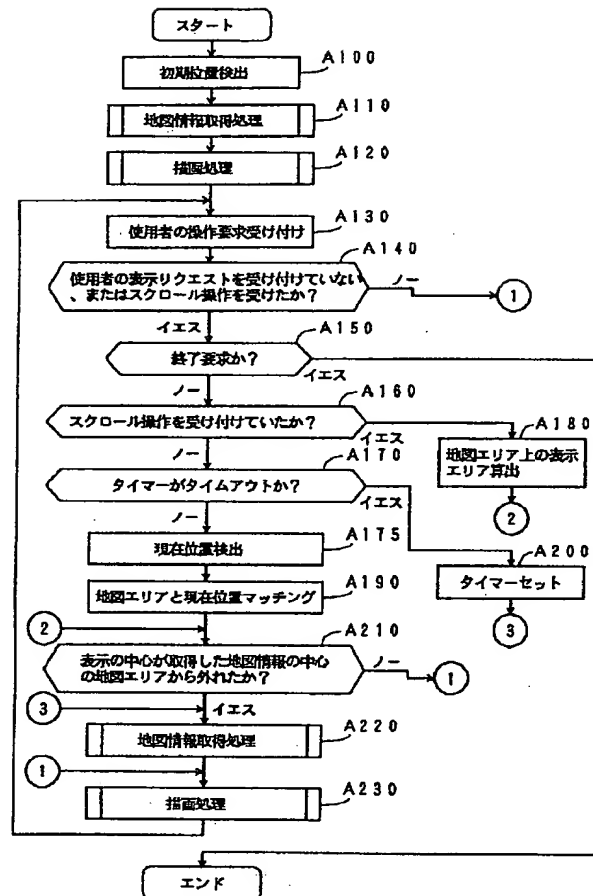 スタート
A100
初期位置検出
A110
地図情報取得処理
A120
描画処理
A130
使用者の操作要求受け付け
A140
使用者の表示リクエストを受け付けていない
、またはスクロール操作を受けたか？
ノー
1
イエス
A150
終了要求か？
イエス
ノー
A160
スクロール操作を受け付けていたか？
イエス
A180
地図エリア上の表示
エリア算出
2
ノー
A170
タイマーがタイムアウトか？
イエス
ノー
A175
現在位置検出
A200
タイマーセット
3
A190
地図エリアと現在位置マッチング
2
A210
表示の中心が取得した地図情報の中心
の地図エリアから外れたか？
ノー
1
3
イエス
A220
地図情報取得処理
1
A230
描画処理
エンド